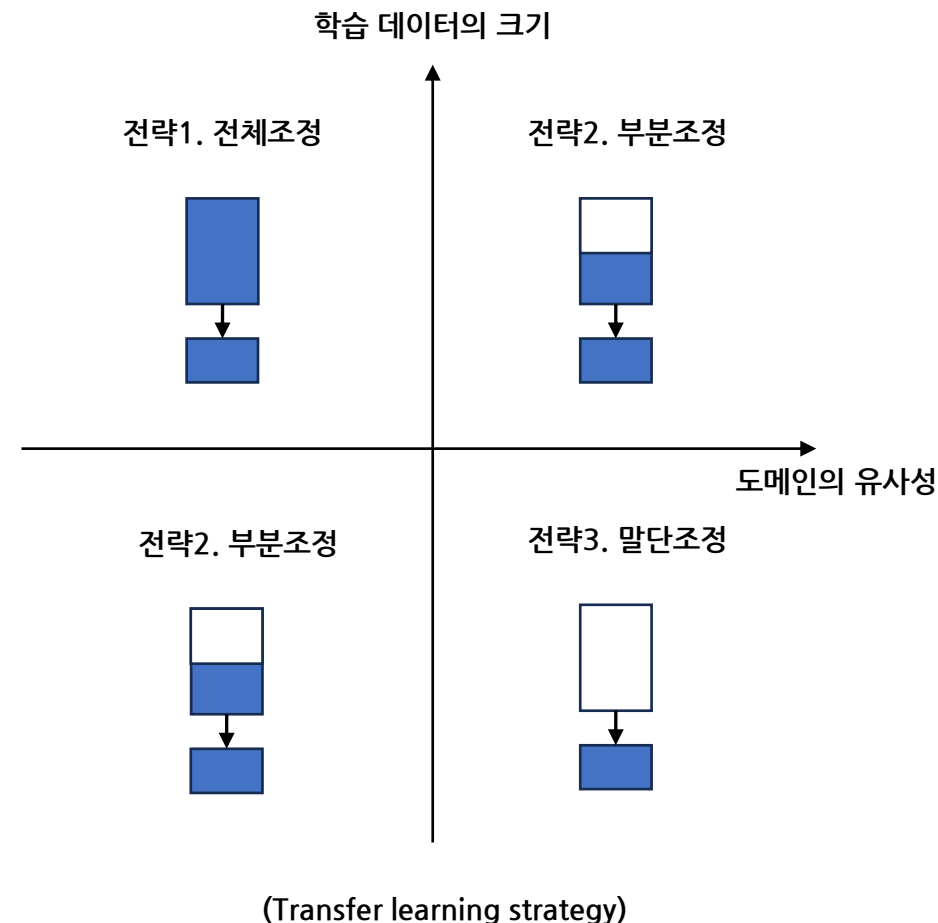 학습 데이터의 크기
전략1. 전체조정
전략2. 부분조정
도메인의 유사성
전략2. 부분조정
전략3. 말단조정
(Transfer learning strategy)